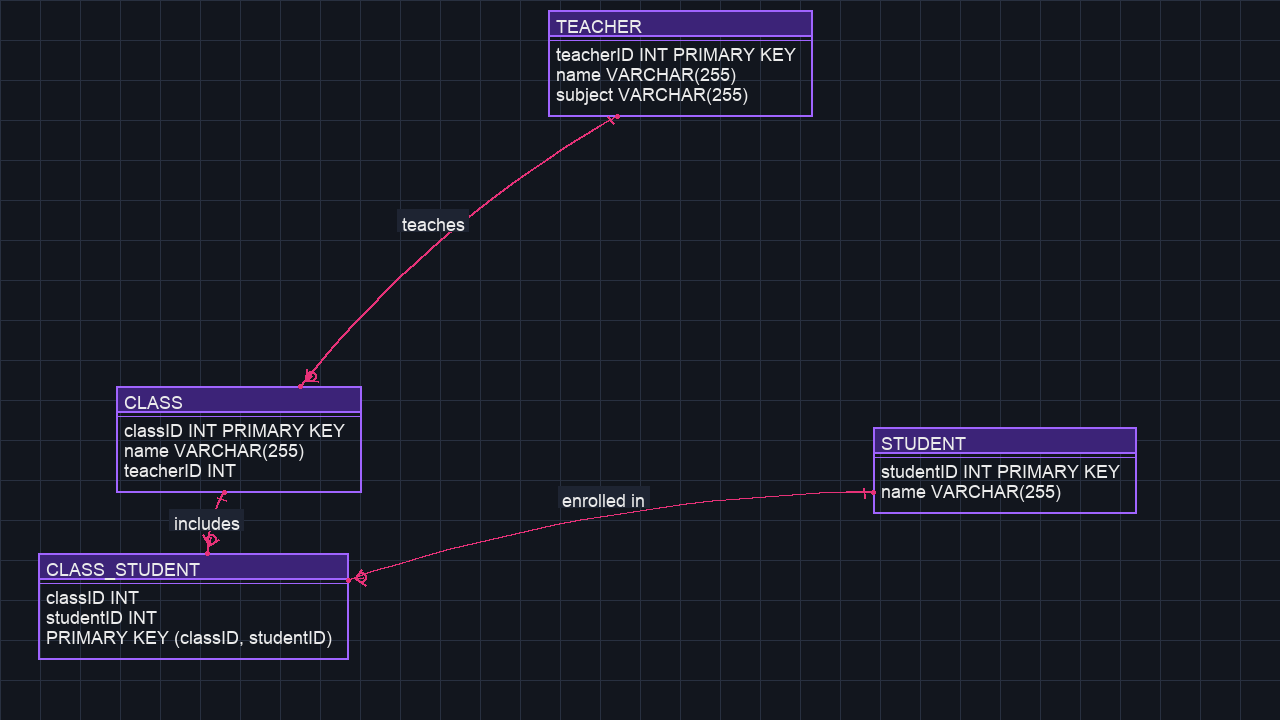 TEACHER
teacherID INT PRIMARY KEY
name VARCHAR(255)
subject VARCHAR(255)
teaches
CLASS
classID INT PRIMARY KEY
name VARCHAR(255)
teacherID INT
STUDENT
studentID INT PRIMARY KEY
name VARCHAR(255)
enrolled in
includes
CLASS_STUDENT
classID INT
studentID INT
PRIMARY KEY (classID, studentID)